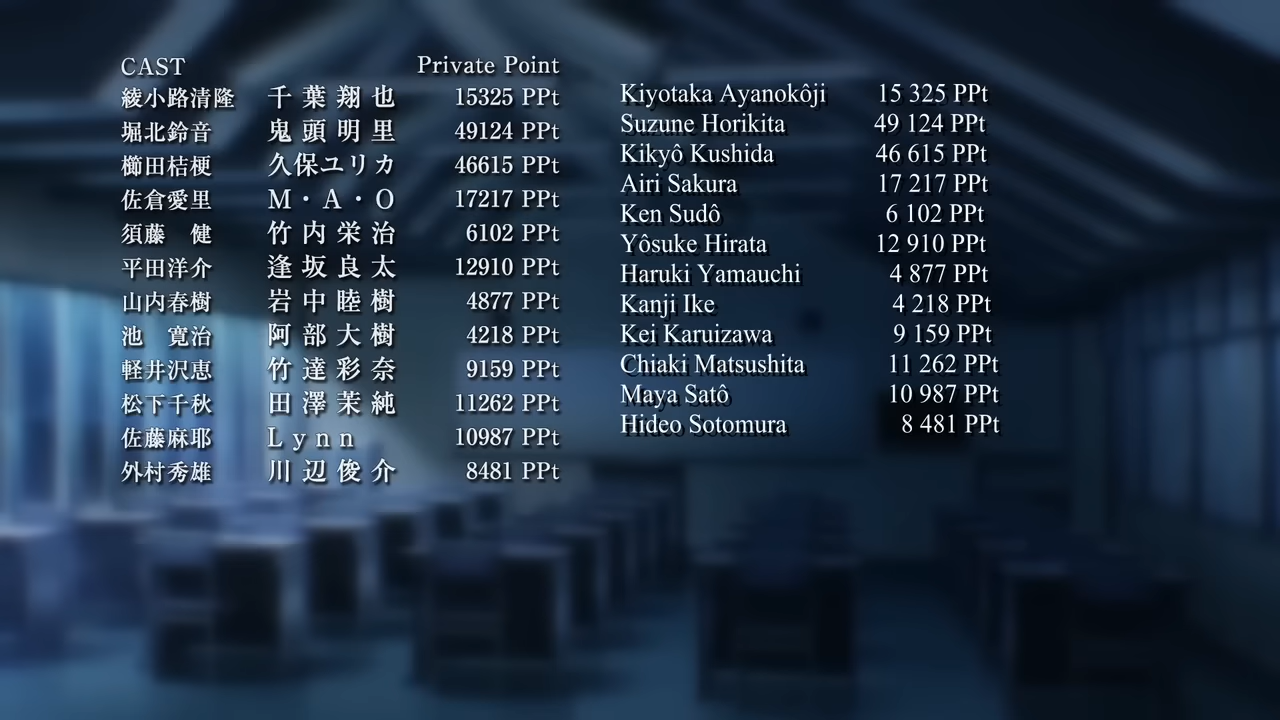 CAST Private Point
綾小路清隆 千葉翔也 15325 PPt
堀北鈴音 鬼頭明里 49124 PPt
櫛田桔梗 久保ユリカ 46615 PPt
佐倉愛里 M・A・O 17217 PPt
須藤 健 竹内栄治 6102 PPt
平田洋介 逢坂良太 12910 PPt
山内春樹 岩中睦樹 4877 PPt
池 寛治 阿部大樹 4218 PPt
軽井沢恵 竹達彩奈 9159 PPt
松下千秋 田澤茉純 11262 PPt
佐藤麻耶 Lynn 10987 PPt
外村秀雄 川辺俊介 8481 PPt
Kiyotaka Ayanokôji 15 325 PPt
Suzune Horikita 49 124 PPt
Kikyô Kushida 46 615 PPt
Airi Sakura 17 217 PPt
Ken Sudô 6 102 PPt
Yôsuke Hirata 12 910 PPt
Haruki Yamauchi 4 877 PPt
Kanji Ike 4 218 PPt
Kei Karuizawa 9 159 PPt
Chiaki Matsushita 11 262 PPt
Maya Satô 10 987 PPt
Hideo Sotomura 8 481 PPt